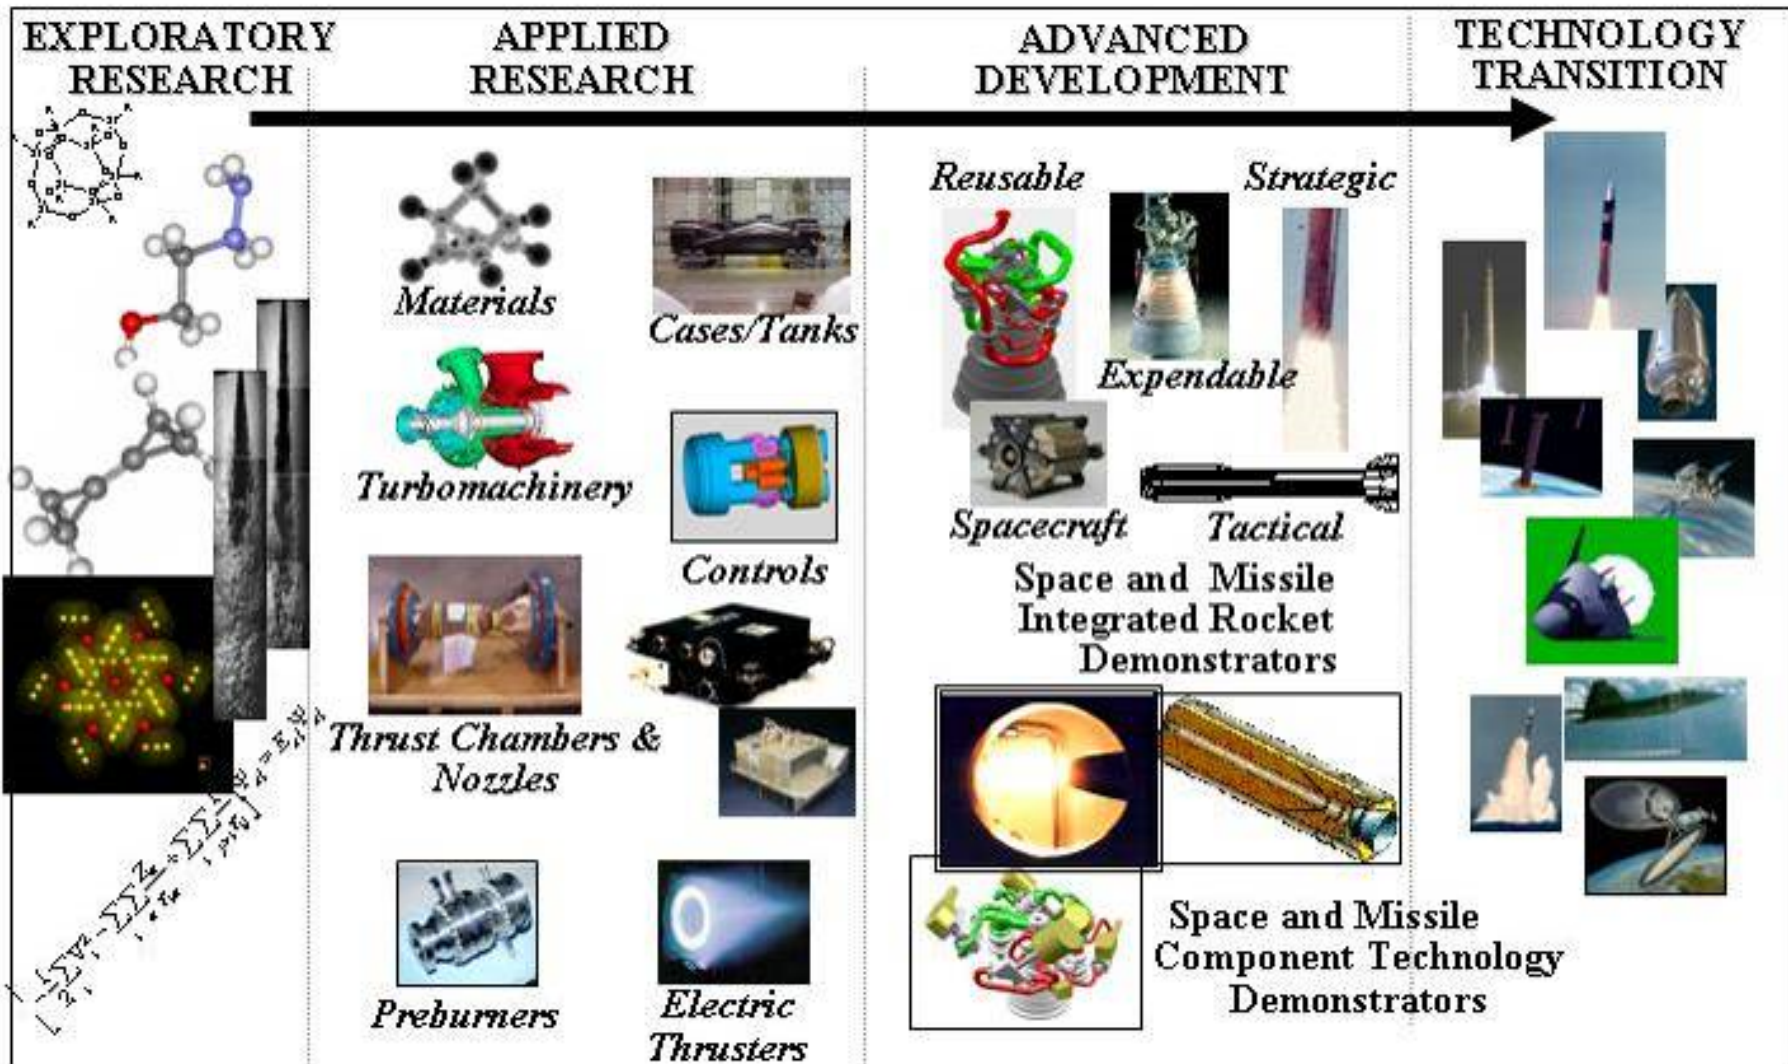 EXPLORATORY
RESEARCH
APPLIED
RESEARCH
ADVANCED
DEVELOPMENT
TECHNOLOGY
TRANSITION
Materials
Cases/Tanks
Turbomachinery
Controls
Thrust Chambers &
Nozzles
Preburners
Electric
Thrusters
Reusable
Strategic
Expendable
Spacecraft
Tactical
Space and Missile
Integrated Rocket
Demonstrators
Space and Missile
Component Technology
Demonstrators